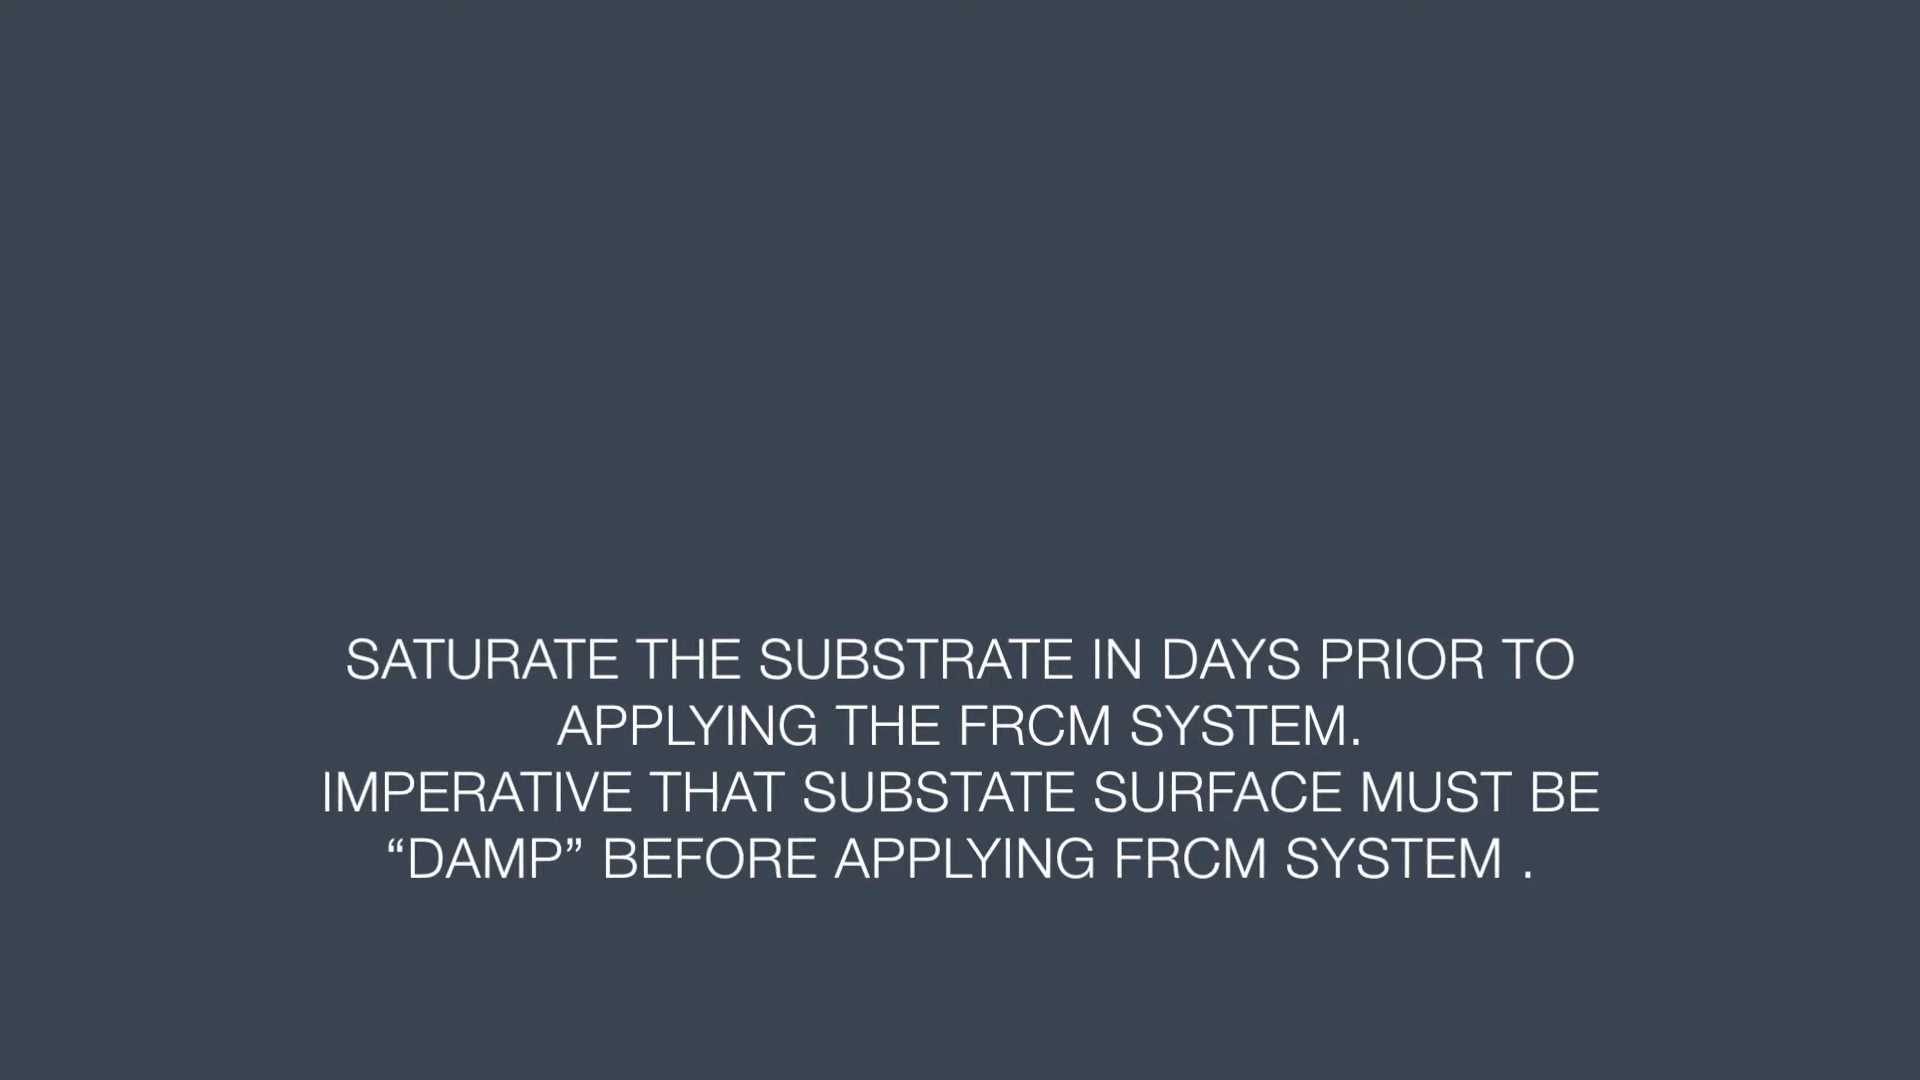 SATURATE THE SUBSTRATE IN DAYS PRIOR TO
APPLYING THE FRCM SYSTEM.
IMPERATIVE THAT SUBSTATE SURFACE MUST BE
“DAMP” BEFORE APPLYING FRCM SYSTEM .